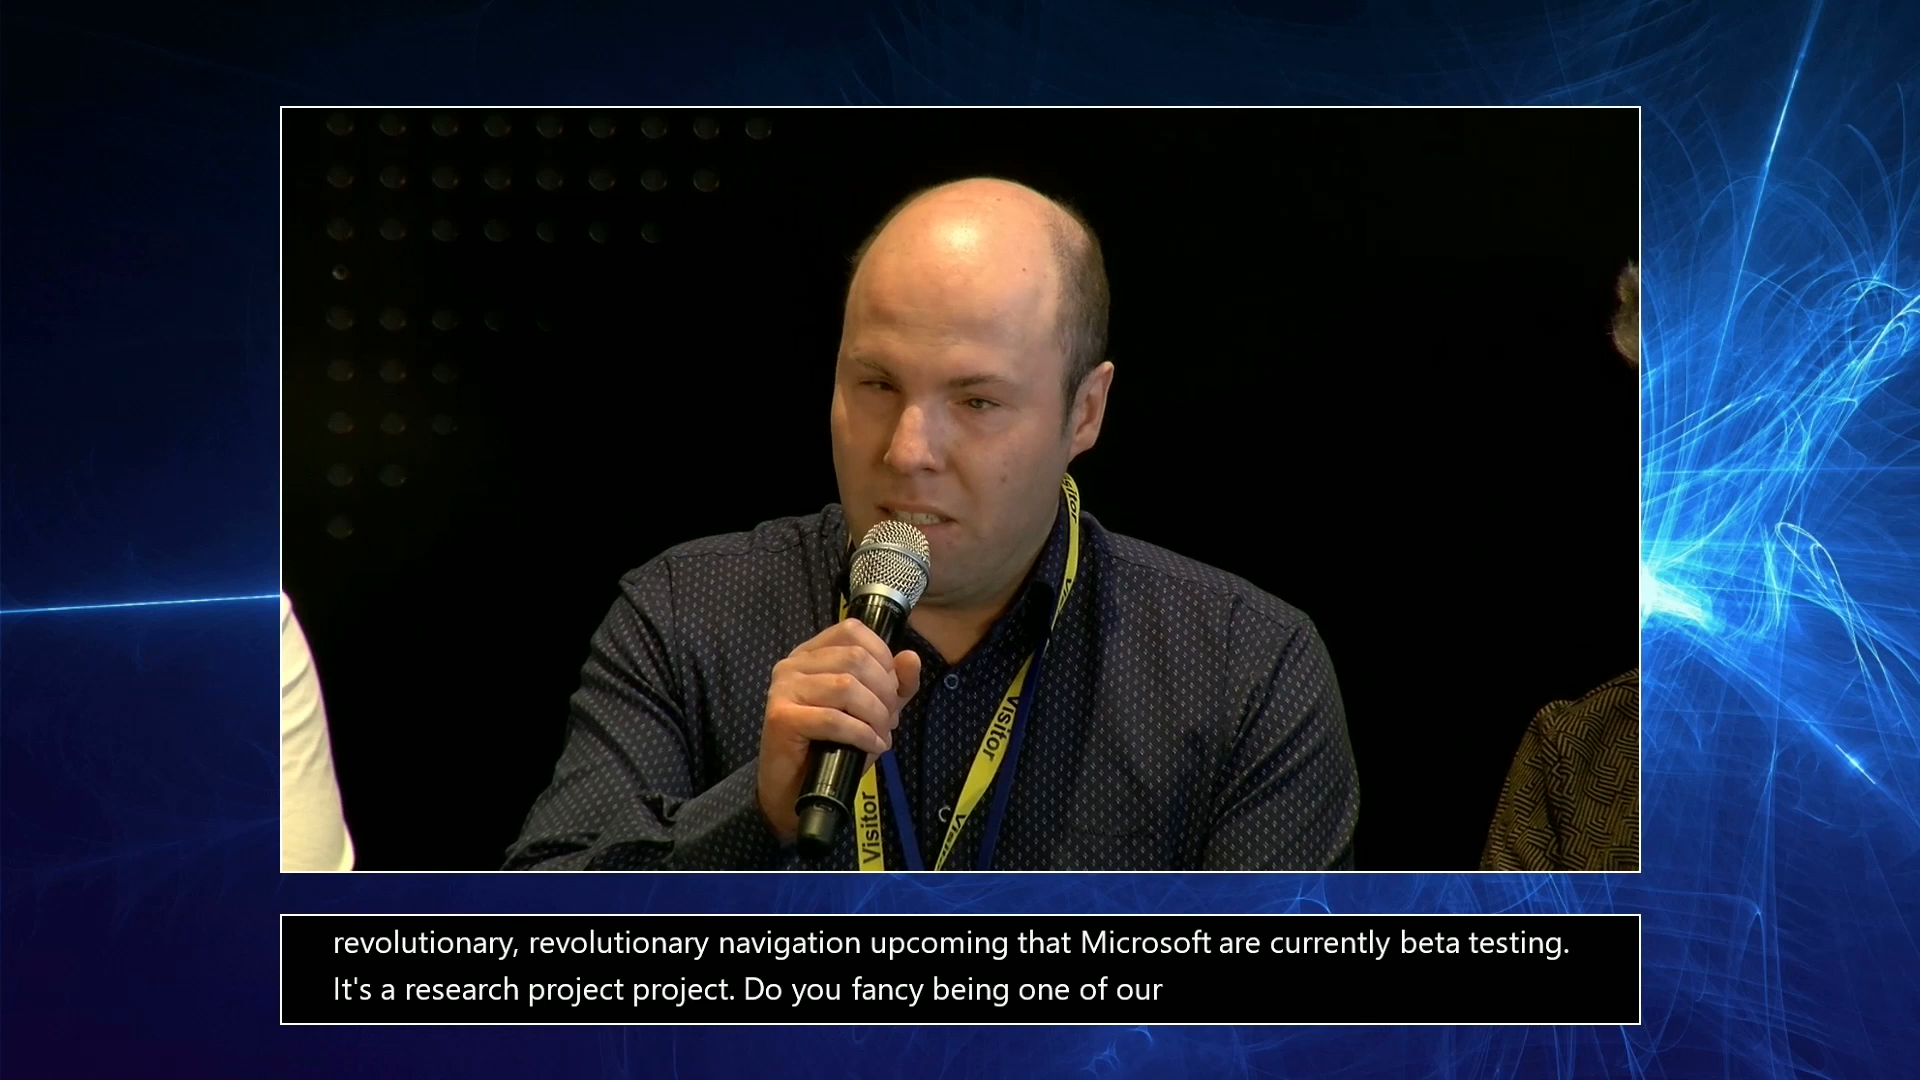 Visitor
Visitor
Visitor
revolutionary, revolutionary navigation upcoming that Microsoft are currently beta testing.
It's a research project project. Do you fancy being one of our